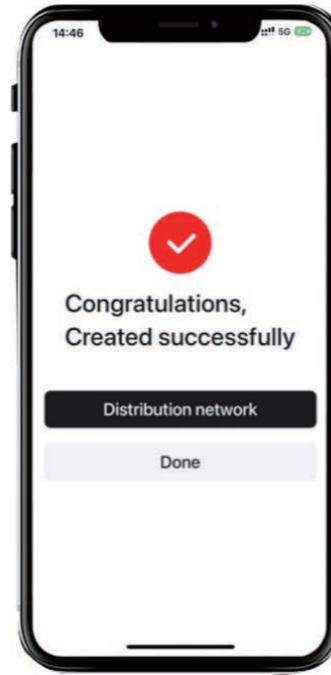 14:46
5G
Congratulations,
Created successfully
Distribution network
Done